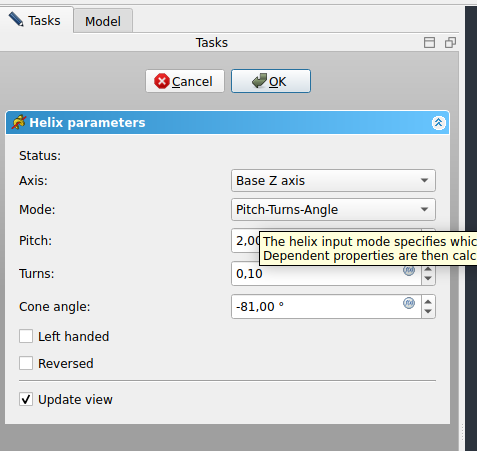 Tasks Model
Tasks
Cancel OK
Helix parameters
Status:
Axis: Base Z axis
Mode: Pitch-Turns-Angle
Pitch: 2,00
The helix input mode specifies whic
Dependent properties are then calc
Turns: 0,10
Cone angle: -81,00 °
Left handed
Reversed
Update view